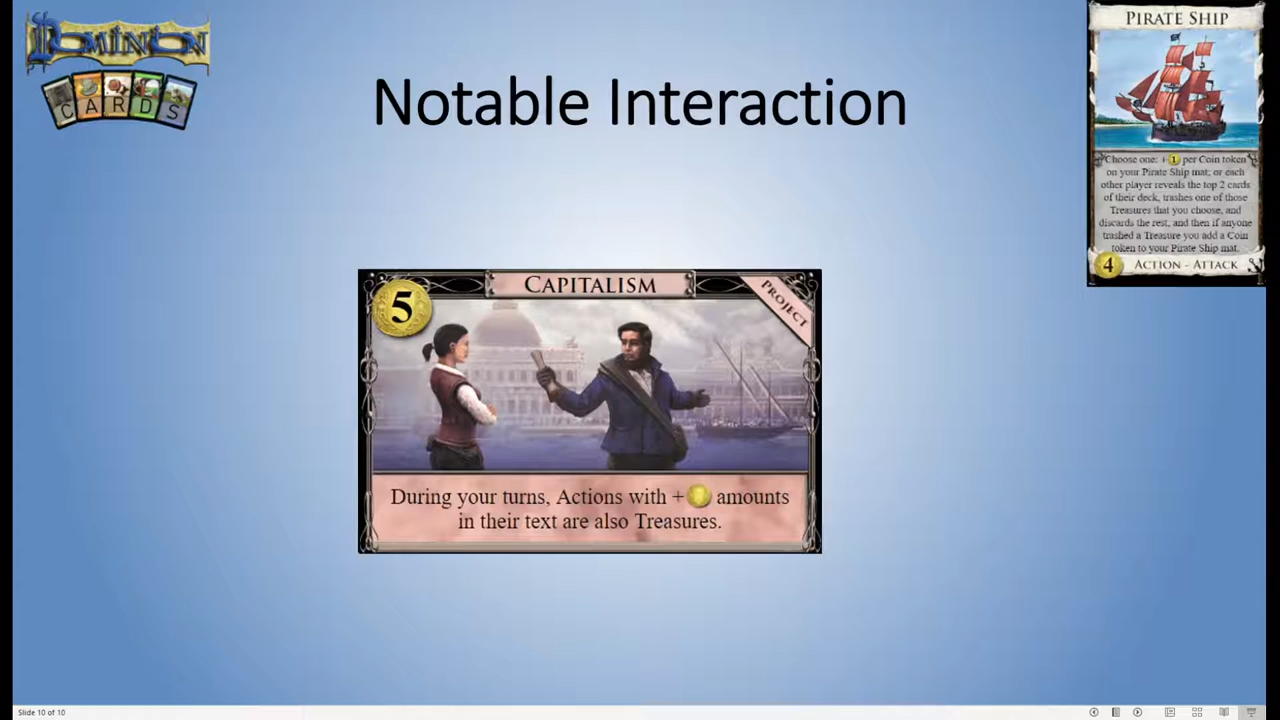 DOMINION
CARDS
Notable Interaction
PIRATE SHIP
Choose one: +1 per Coin token
on your Pirate Ship mat; or each
other player reveals the top 2 cards
of their deck, trashes one of those
Treasures that you choose, and
discards the rest, and then if anyone
trashed a Treasure you add a Coin
token to your Pirate Ship mat.
4 ACTION - ATTACK
CAPITALISM
5
PROJECT
During your turns, Actions with + amounts
in their text are also Treasures.
Slide 10 of 10